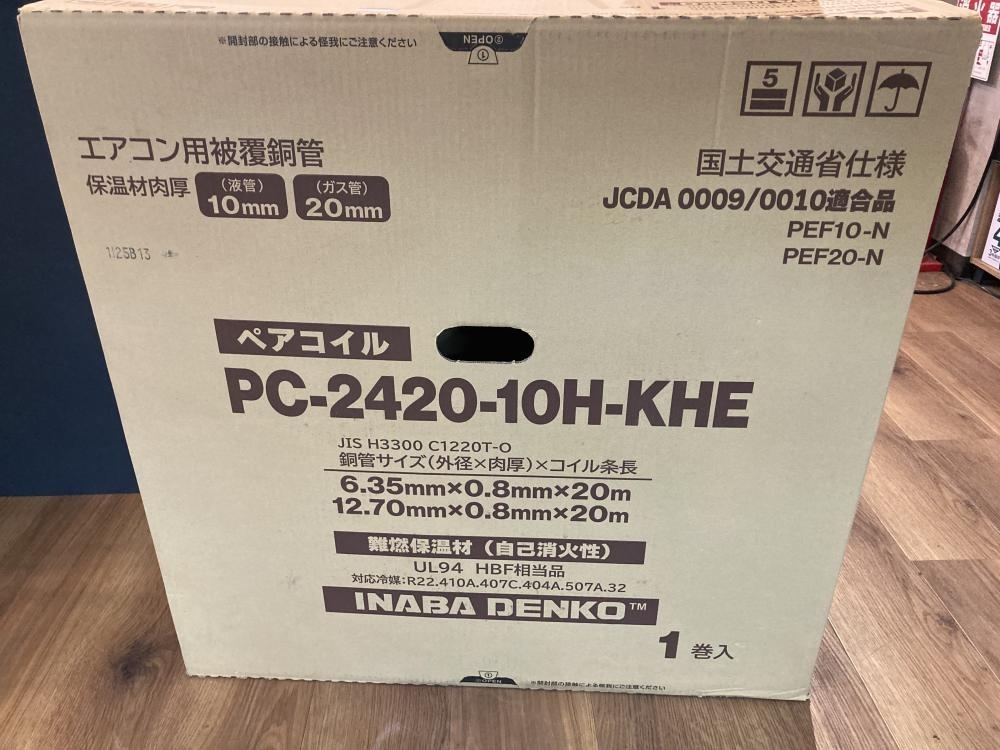 ※開封部の接触による怪我にご注意ください
②OPEN
①
5
エアコン用被覆銅管
保温材肉厚 (液管) 10mm (ガス管) 20mm
国土交通省仕様
JCDA 0009/0010適合品
PEF10-N
PEF20-N
1125B13
ペアコイル
PC-2420-10H-KHE
JIS H3300 C1220T-O
銅管サイズ(外径×肉厚)×コイル条長
6.35mm×0.8mm×20m
12.70mm×0.8mm×20m
難燃保温材(自己消火性)
UL94 HBF相当品
対応冷媒:R22.410A.407C.404A.507A.32
INABA DENKO™
1巻入
①
②OPEN
※開封部の接触による怪我にご注意ください